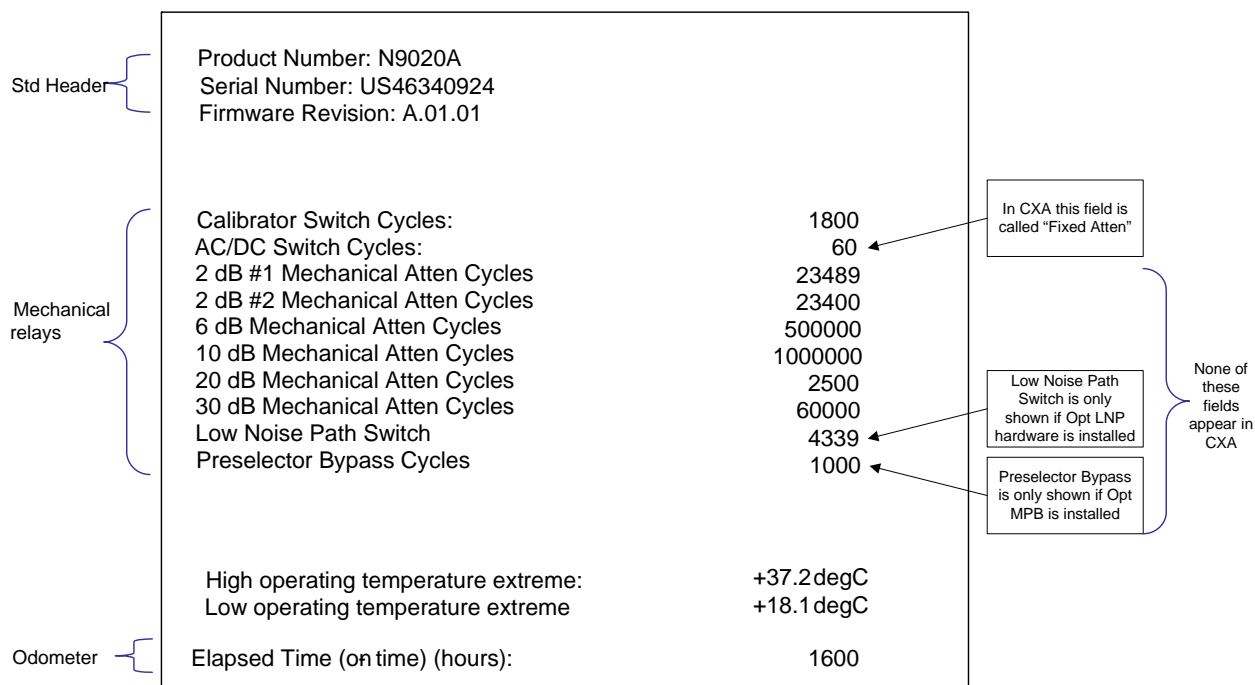 Std Header
Product Number: N9020A
Serial Number: US46340924
Firmware Revision: A.01.01
Mechanical
relays
Calibrator Switch Cycles: 1800
AC/DC Switch Cycles: 60
2 dB #1 Mechanical Atten Cycles 23489
2 dB #2 Mechanical Atten Cycles 23400
6 dB Mechanical Atten Cycles 500000
10 dB Mechanical Atten Cycles 1000000
20 dB Mechanical Atten Cycles 2500
30 dB Mechanical Atten Cycles 60000
Low Noise Path Switch 4339
Preselector Bypass Cycles 1000
In CXA this field is
called “Fixed Atten”
Low Noise Path
Switch is only
shown if Opt LNP
hardware is installed
Preselector Bypass
is only shown if Opt
MPB is installed
None of
these
fields
appear in
CXA
High operating temperature extreme: +37.2degC
Low operating temperature extreme +18.1degC
Odometer
Elapsed Time (on time) (hours): 1600